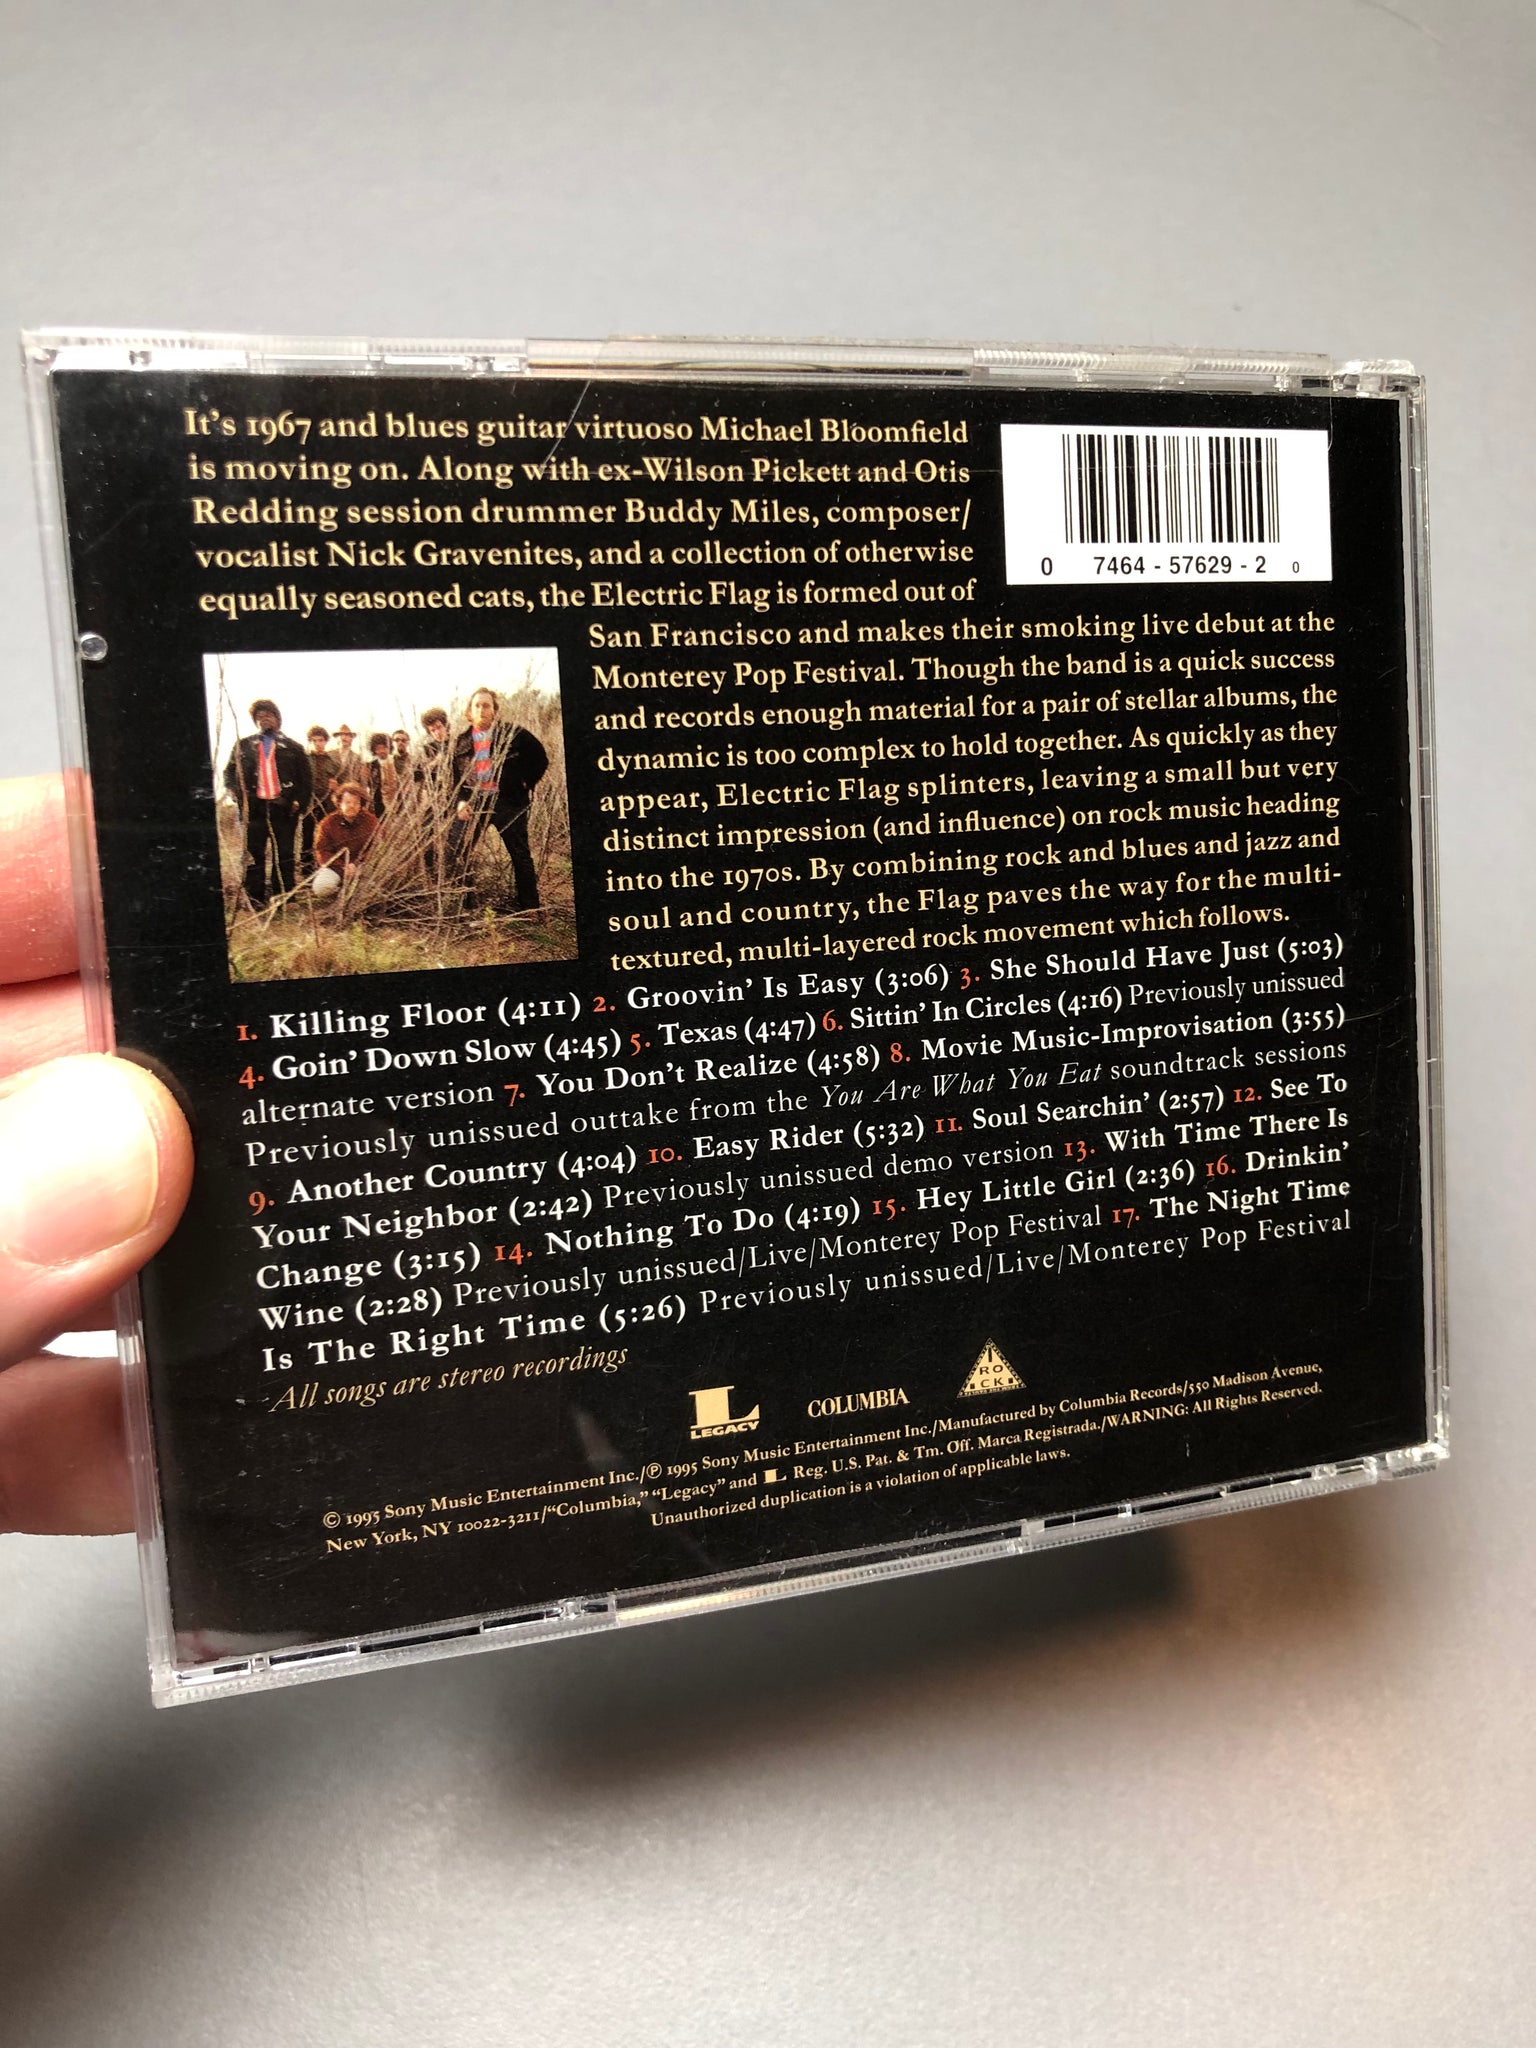 It's 1967 and blues guitar virtuoso Michael Bloomfield
is moving on. Along with ex-Wilson Pickett and Otis
Redding session drummer Buddy Miles, composer/
vocalist Nick Gravenites, and a collection of otherwise
equally seasoned cats, the Electric Flag is formed out of
San Francisco and makes their smoking live debut at the
Monterey Pop Festival. Though the band is a quick success
and records enough material for a pair of stellar albums, the
dynamic is too complex to hold together. As quickly as they
appear, Electric Flag splinters, leaving a small but very
distinct impression (and influence) on rock music heading
into the 1970s. By combining rock and blues and jazz and
soul and country, the Flag paves the way for the multi-
textured, multi-layered rock movement which follows.
0 7464-57629-2 0
1. Killing Floor (4:11) 2. Groovin' Is Easy (3:06) 3. She Should Have Just (5:03)
4. Goin' Down Slow (4:45) 5. Texas (4:47) 6. Sittin' In Circles (4:16) Previously unissued
alternate version 7. You Don't Realize (4:58) 8. Movie Music-Improvisation (3:55)
Previously unissued outtake from the You Are What You Eat soundtrack sessions
9. Another Country (4:04) 10. Easy Rider (5:32) 11. Soul Searchin' (2:57) 12. See To
Your Neighbor (2:42) Previously unissued demo version 13. With Time There Is
Change (3:15) 14. Nothing To Do (4:19) 15. Hey Little Girl (2:36) 16. Drinkin'
Wine (2:28) Previously unissued/Live/Monterey Pop Festival 17. The Night Time
Is The Right Time (5:26) Previously unissued/Live/Monterey Pop Festival
All songs are stereo recordings
L LEGACY COLUMBIA ROCK
© 1995 Sony Music Entertainment Inc./℗ 1995 Sony Music Entertainment Inc./Manufactured by Columbia Records/550 Madison Avenue,
New York, NY 10022-3211/"Columbia," "Legacy" and L Reg. U.S. Pat. & Tm. Off. Marca Registrada./WARNING: All Rights Reserved.
Unauthorized duplication is a violation of applicable laws.